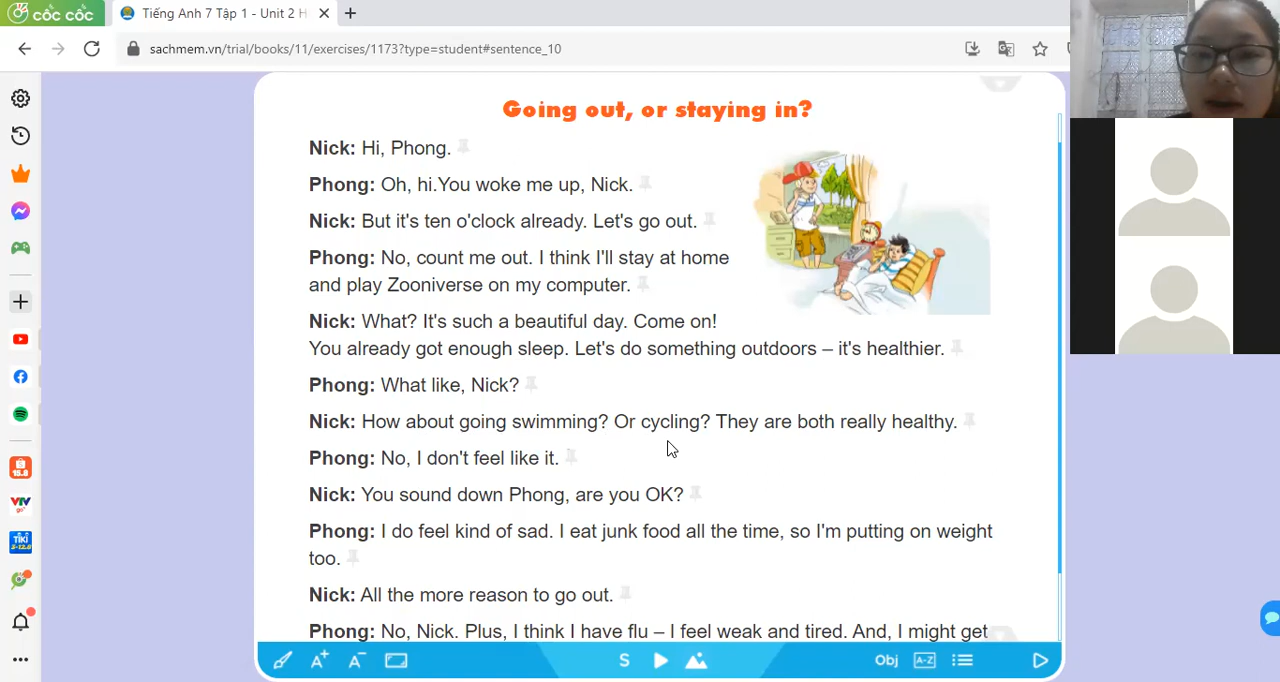 cốc cốc
Tiếng Anh 7 Tập 1 - Unit 2 H
sachmem.vn/trial/books/11/exercises/1173?type=student#sentence_10
Going out, or staying in?
Nick: Hi, Phong.
Phong: Oh, hi.You woke me up, Nick.
Nick: But it's ten o'clock already. Let's go out.
Phong: No, count me out. I think I'll stay at home
and play Zooniverse on my computer.
Nick: What? It's such a beautiful day. Come on!
You already got enough sleep. Let's do something outdoors – it's healthier.
Phong: What like, Nick?
Nick: How about going swimming? Or cycling? They are both really healthy.
Phong: No, I don't feel like it.
Nick: You sound down Phong, are you OK?
Phong: I do feel kind of sad. I eat junk food all the time, so I'm putting on weight
too.
Nick: All the more reason to go out.
Phong: No, Nick. Plus, I think I have flu – I feel weak and tired. And, I might get
15.8
VTV
go
TIKI
A+ A- S Obj A-Z